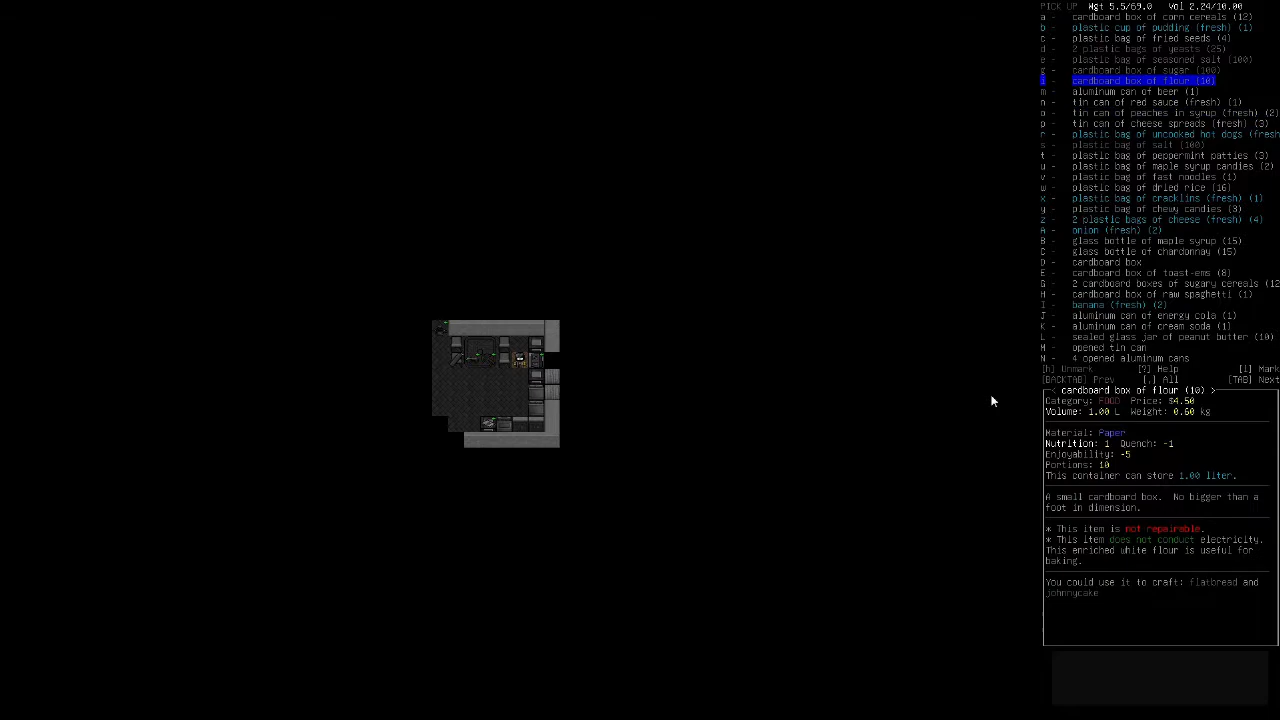 PICK UP Wgt 5.5/69.0 Vol 2.24/10.00
a - cardboard box of corn cereals (12)
b - plastic cup of pudding (fresh) (1)
c - plastic bag of fried seeds (4)
d - 2 plastic bags of yeasts (25)
e - plastic bag of seasoned salt (100)
g - cardboard box of sugar (100)
i - cardboard box of flour (10)
m - aluminum can of beer (1)
n - tin can of red sauce (fresh) (1)
o - tin can of peaches in syrup (fresh) (2)
p - tin can of cheese spreads (fresh) (3)
r - plastic bag of uncooked hot dogs (fresh
s - plastic bag of salt (100)
t - plastic bag of peppermint patties (3)
u - plastic bag of maple syrup candies (2)
v - plastic bag of fast noodles (1)
w - plastic bag of dried rice (16)
x - plastic bag of cracklins (fresh) (1)
y - plastic bag of chewy candies (3)
z - 2 plastic bags of cheese (fresh) (4)
A - onion (fresh) (2)
B - glass bottle of maple syrup (15)
C - glass bottle of chardonnay (15)
D - cardboard box
E - cardboard box of toast-ems (8)
G - 2 cardboard boxes of sugary cereals (12
H - cardboard box of raw spaghetti (1)
I - banana (fresh) (2)
J - aluminum can of energy cola (1)
K - aluminum can of cream soda (1)
L - sealed glass jar of peanut butter (10)
M - opened tin can
N - 4 opened aluminum cans
[h] Unmark [?] Help [l] Mark
[BACKTAB] Prev [,] All [TAB] Next
< cardboard box of flour (10) >
Category: FOOD Price: $4.50
Volume: 1.00 L Weight: 0.60 kg
Material: Paper
Nutrition: 1 Quench: -1
Enjoyability: -5
Portions: 10
This container can store 1.00 liter.
A small cardboard box. No bigger than a
foot in dimension.
* This item is not repairable.
* This item does not conduct electricity.
This enriched white flour is useful for
baking.
You could use it to craft: flatbread and
johnnycake